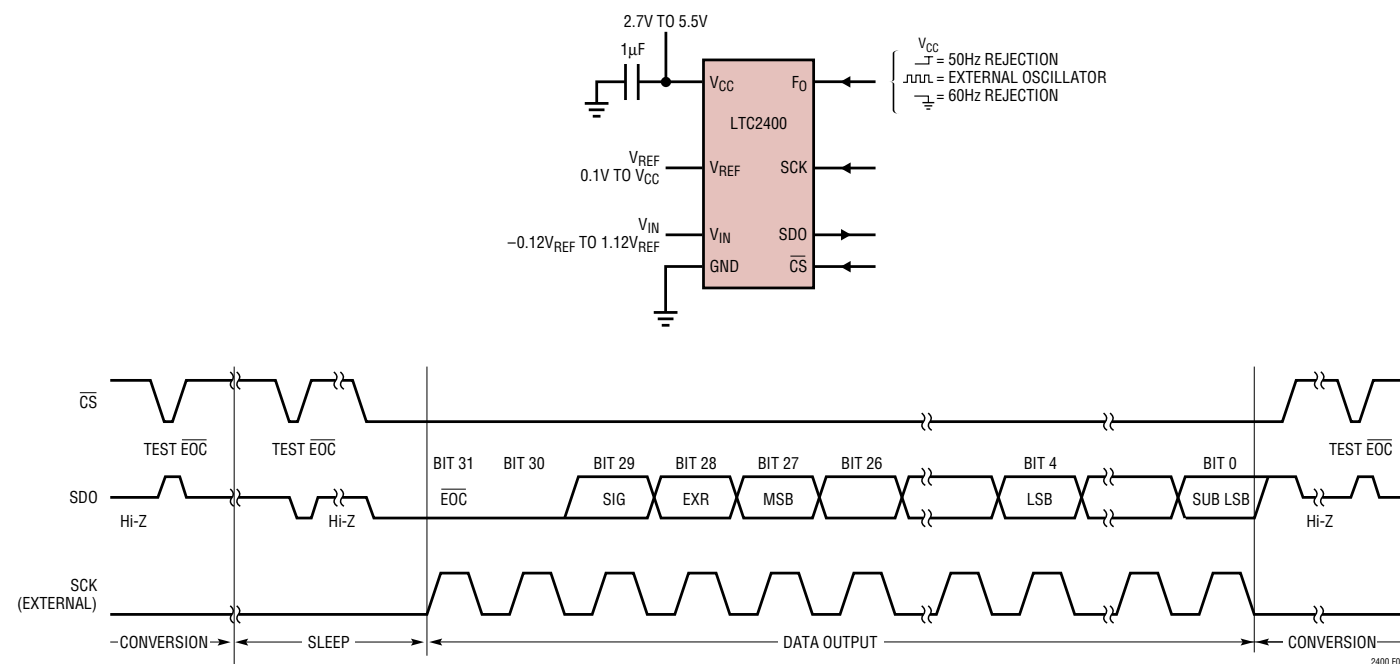 2.7V TO 5.5V
1µF
VCC
FO
LTC2400
VCC
= 50Hz REJECTION
= EXTERNAL OSCILLATOR
= 60Hz REJECTION
VREF
0.1V TO VCC
VREF
SCK
VIN
–0.12VREF TO 1.12VREF
VIN
SDO
GND
CS
CS
TEST EOC
TEST EOC
TEST EOC
BIT 31
BIT 30
BIT 29
BIT 28
BIT 27
BIT 26
BIT 4
BIT 0
SDO
EOC
SIG
EXR
MSB
LSB
SUB LSB
Hi-Z
Hi-Z
Hi-Z
SCK
(EXTERNAL)
CONVERSION
SLEEP
DATA OUTPUT
CONVERSION